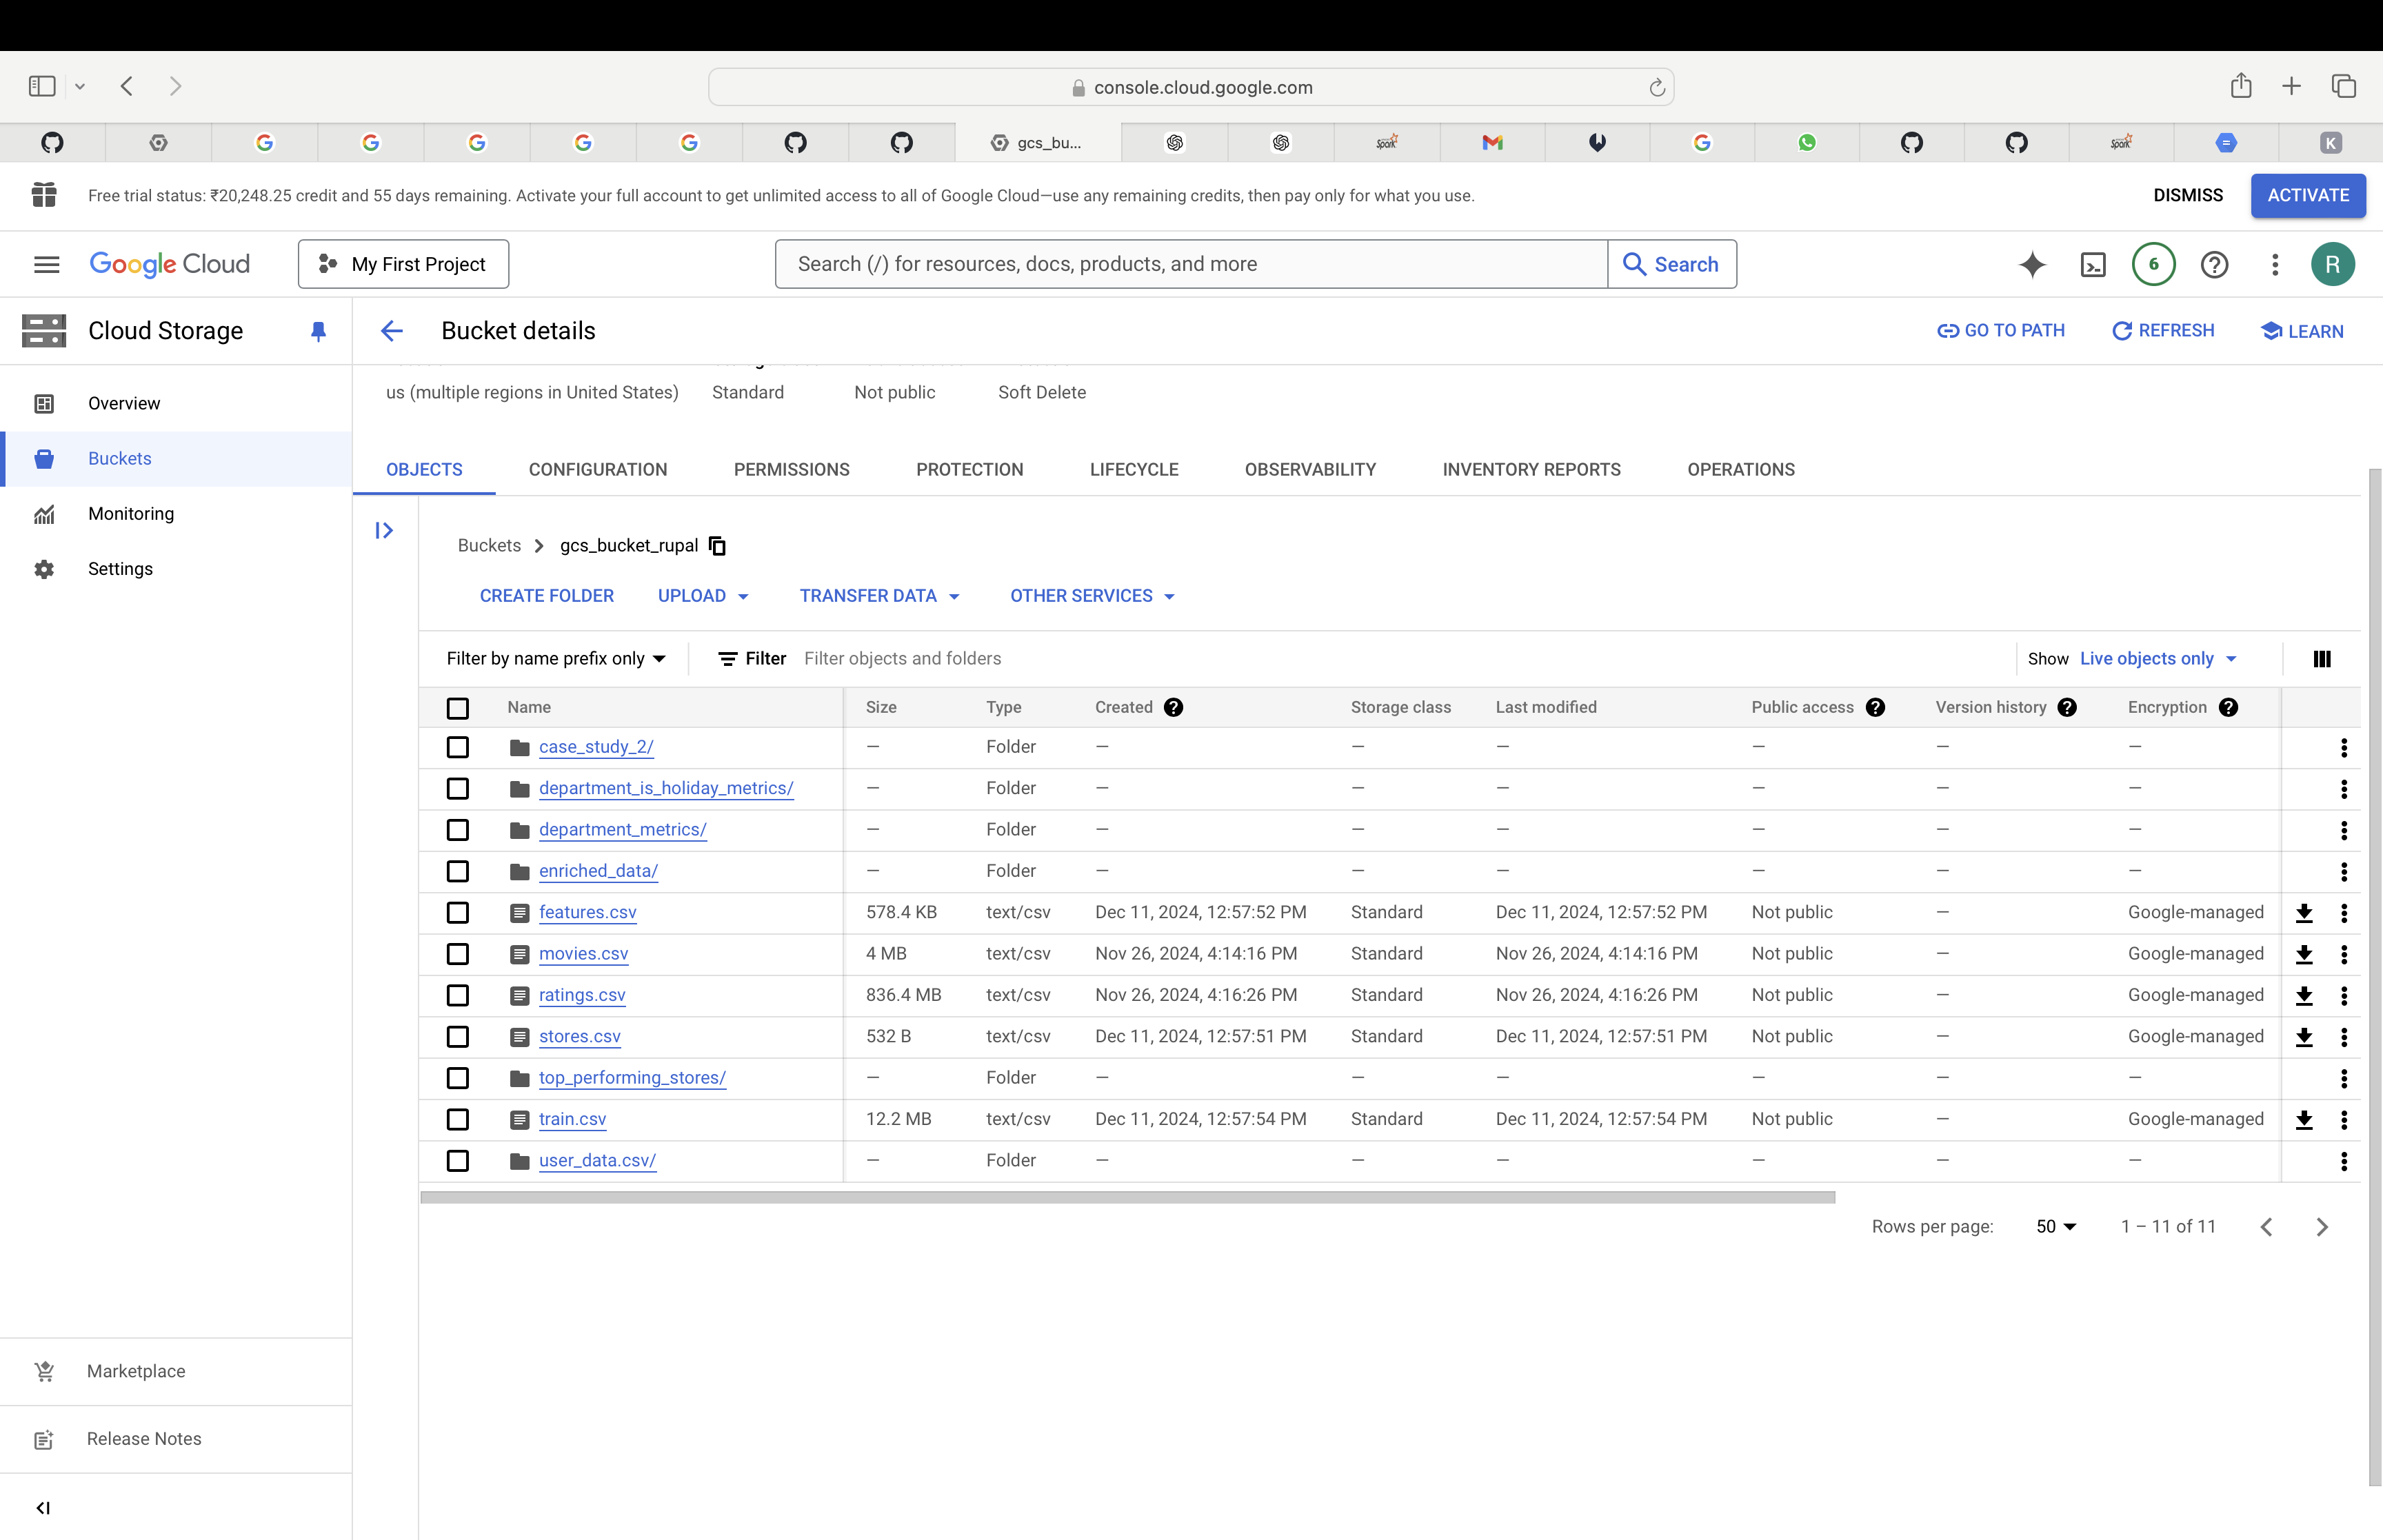 console.cloud.google.com
gcs_bu...
Free trial status: ₹20,248.25 credit and 55 days remaining. Activate your full account to get unlimited access to all of Google Cloud—use any remaining credits, then pay only for what you use.
DISMISS
ACTIVATE
Google Cloud
My First Project
Search (/) for resources, docs, products, and more
Search
6
R
Cloud Storage
Bucket details
GO TO PATH
REFRESH
LEARN
Overview
Buckets
Monitoring
Settings
us (multiple regions in United States) Standard Not public Soft Delete
OBJECTS CONFIGURATION PERMISSIONS PROTECTION LIFECYCLE OBSERVABILITY INVENTORY REPORTS OPERATIONS
Buckets > gcs_bucket_rupal
CREATE FOLDER UPLOAD TRANSFER DATA OTHER SERVICES
Filter by name prefix only Filter Filter objects and folders Show Live objects only
Name Size Type Created Storage class Last modified Public access Version history Encryption
case_study_2/ — Folder — — — — — —
department_is_holiday_metrics/ — Folder — — — — — —
department_metrics/ — Folder — — — — — —
enriched_data/ — Folder — — — — — —
features.csv 578.4 KB text/csv Dec 11, 2024, 12:57:52 PM Standard Dec 11, 2024, 12:57:52 PM Not public — Google-managed
movies.csv 4 MB text/csv Nov 26, 2024, 4:14:16 PM Standard Nov 26, 2024, 4:14:16 PM Not public — Google-managed
ratings.csv 836.4 MB text/csv Nov 26, 2024, 4:16:26 PM Standard Nov 26, 2024, 4:16:26 PM Not public — Google-managed
stores.csv 532 B text/csv Dec 11, 2024, 12:57:51 PM Standard Dec 11, 2024, 12:57:51 PM Not public — Google-managed
top_performing_stores/ — Folder — — — — — —
train.csv 12.2 MB text/csv Dec 11, 2024, 12:57:54 PM Standard Dec 11, 2024, 12:57:54 PM Not public — Google-managed
user_data.csv/ — Folder — — — — — —
Rows per page: 50 1 – 11 of 11
Marketplace
Release Notes